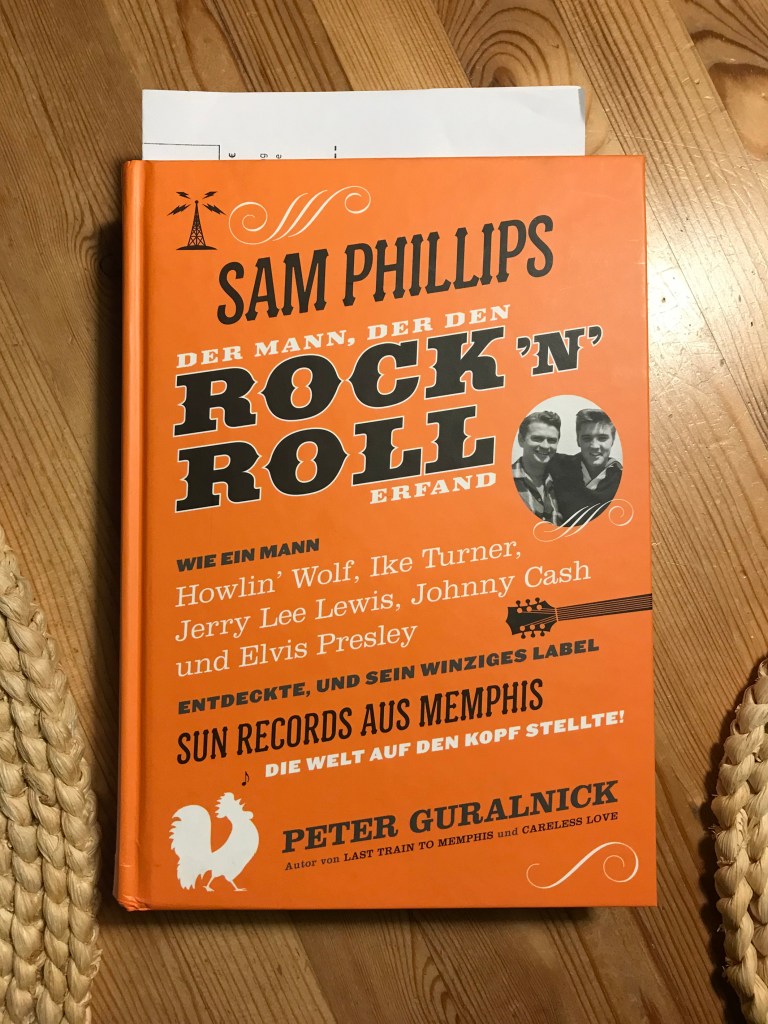 SAM PHILLIPS
DER MANN, DER DEN
ROCK 'N'
ROLL
ERFAND
WIE EIN MANN
Howlin' Wolf, Ike Turner,
Jerry Lee Lewis, Johnny Cash
und Elvis Presley
ENTDECKTE, UND SEIN WINZIGES LABEL
SUN RECORDS AUS MEMPHIS
DIE WELT AUF DEN KOPF STELLTE!
PETER GURALNICK
Autor von LAST TRAIN TO MEMPHIS und CARELESS LOVE